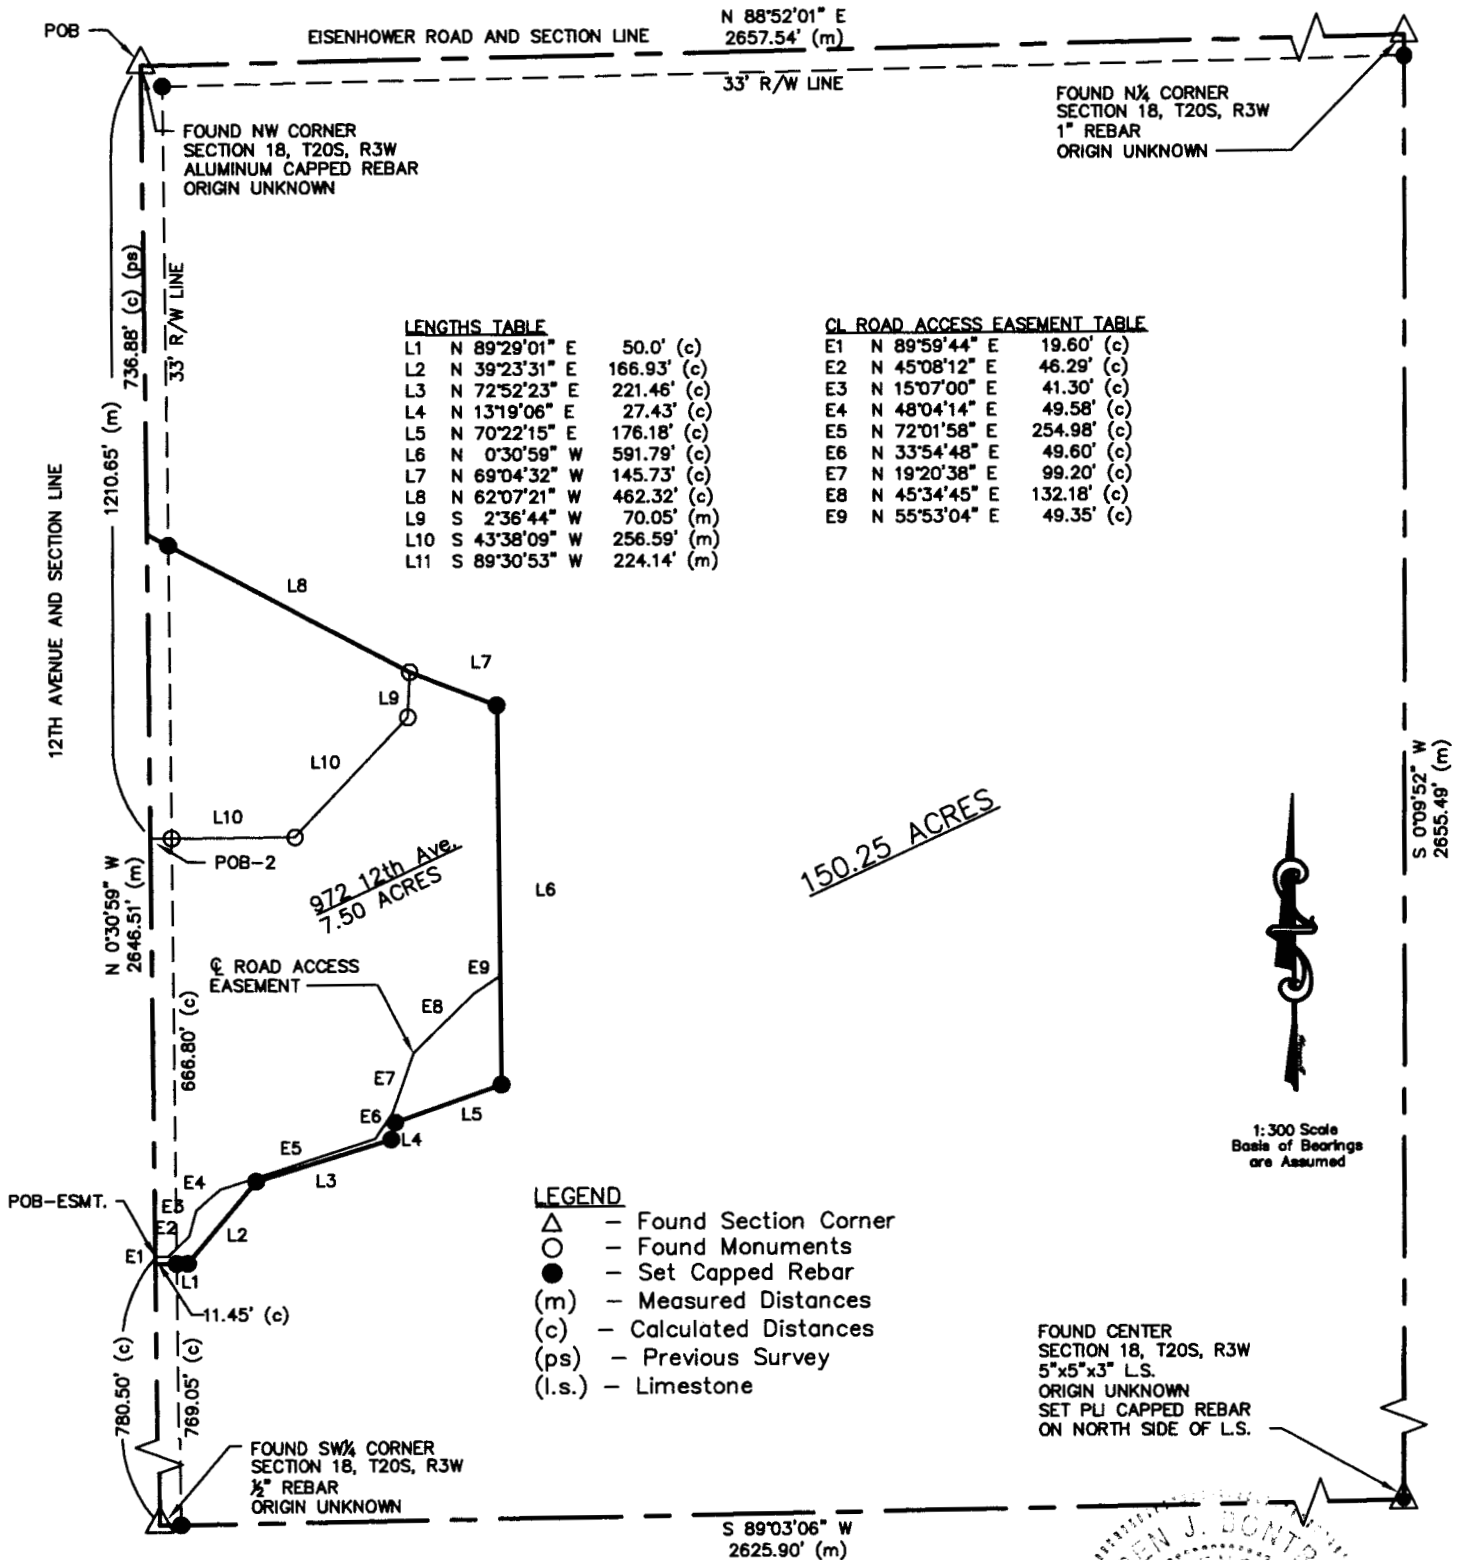 POB
EISENHOWER ROAD AND SECTION LINE
N 88°52'01" E
2657.54' (m)
33' R/W LINE
FOUND NW CORNER
SECTION 18, T20S, R3W
ALUMINUM CAPPED REBAR
ORIGIN UNKNOWN
FOUND N¼ CORNER
SECTION 18, T20S, R3W
1" REBAR
ORIGIN UNKNOWN
736.88' (c) (ps)
33' R/W LINE
1210.65' (m)
12TH AVENUE AND SECTION LINE
LENGTHS TABLE
L1 N 89°29'01" E 50.0' (c)
L2 N 39°23'31" E 166.93' (c)
L3 N 72°52'23" E 221.46' (c)
L4 N 13°19'06" E 27.43' (c)
L5 N 70°22'15" E 176.18' (c)
L6 N 0°30'59" W 591.79' (c)
L7 N 69°04'32" W 145.73' (c)
L8 N 62°07'21" W 462.32' (c)
L9 S 2°36'44" W 70.05' (m)
L10 S 43°38'09" W 256.59' (m)
L11 S 89°30'53" W 224.14' (m)
CL ROAD ACCESS EASEMENT TABLE
E1 N 89°59'44" E 19.60' (c)
E2 N 45°08'12" E 46.29' (c)
E3 N 15°07'00" E 41.30' (c)
E4 N 48°04'14" E 49.58' (c)
E5 N 72°01'58" E 254.98' (c)
E6 N 33°54'48" E 49.60' (c)
E7 N 19°20'38" E 99.20' (c)
E8 N 45°34'45" E 132.18' (c)
E9 N 55°53'04" E 49.35' (c)
L8
L7
L9
L10
L10
POB-2
972 12th Ave.
7.50 ACRES
L6
150.25 ACRES
S 0°09'52" W
2655.49' (m)
N 0°30'59" W
2646.51' (m)
℄ ROAD ACCESS
EASEMENT
E9
E8
666.80' (c)
E7
E6
L5
L4
E5
L3
E4
POB-ESMT.
E3
E2
L2
E1
L1
11.45' (c)
780.50' (c)
769.05' (c)
1:300 Scale
Basis of Bearings
are Assumed
LEGEND
△ – Found Section Corner
○ – Found Monuments
● – Set Capped Rebar
(m) – Measured Distances
(c) – Calculated Distances
(ps) – Previous Survey
(l.s.) – Limestone
FOUND CENTER
SECTION 18, T20S, R3W
5"x5"x3" L.S.
ORIGIN UNKNOWN
SET PLI CAPPED REBAR
ON NORTH SIDE OF L.S.
FOUND SW¼ CORNER
SECTION 18, T20S, R3W
½" REBAR
ORIGIN UNKNOWN
S 89°03'06" W
2625.90' (m)